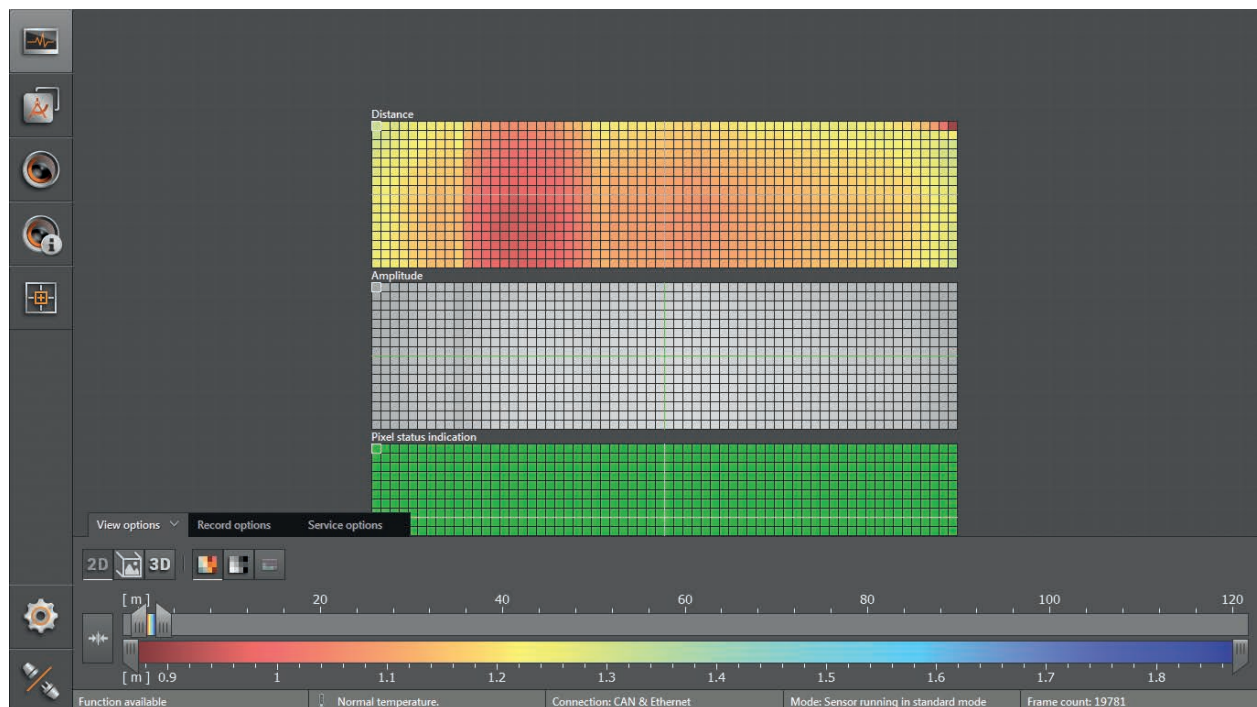 Distance
Amplitude
Pixel status indication
View options Record options Service options
2D 3D
[ m ] 20 40 60 80 100 120
[ m ] 0.9 1 1.1 1.2 1.3 1.4 1.5 1.6 1.7 1.8
Function available Normal temperature. Connection: CAN & Ethernet Mode: Sensor running in standard mode Frame count: 19781